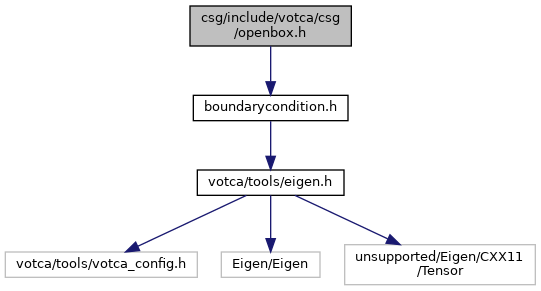 csg/include/votca/csg
/openbox.h
boundarycondition.h
votca/tools/eigen.h
votca/tools/votca_config.h
Eigen/Eigen
unsupported/Eigen/CXX11
/Tensor